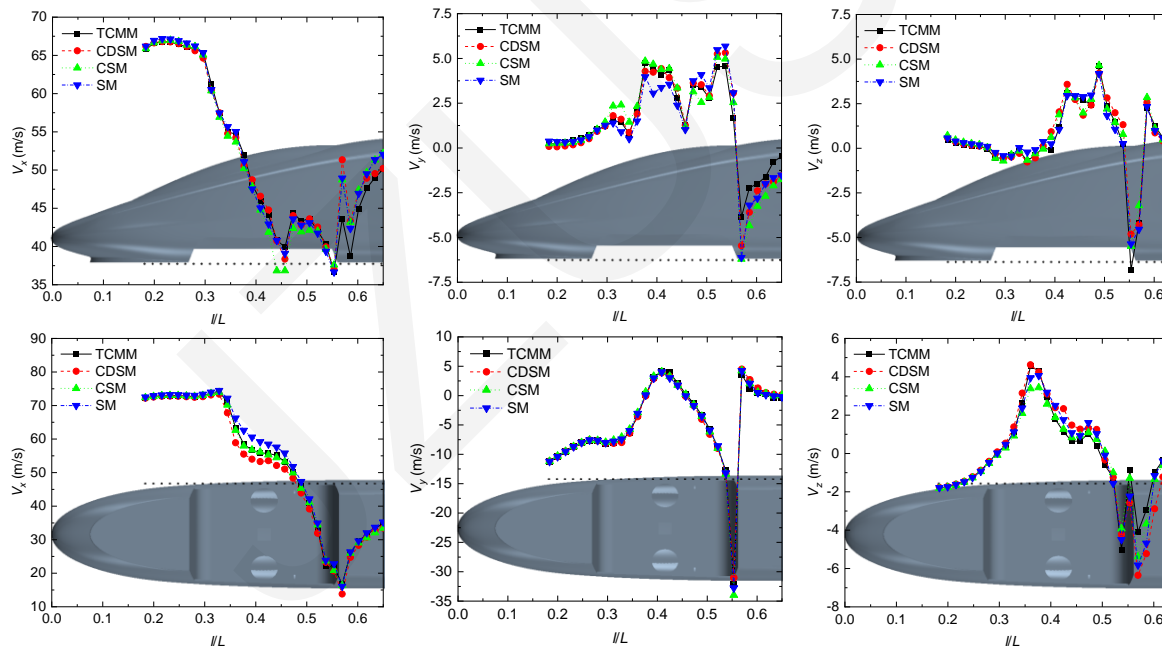 70
65
60
55
50
45
40
35
0.0 0.1 0.2 0.3 0.4 0.5 0.6
l/L
Vx (m/s)
TCMM
CDSM
CSM
SM
7.5
5.0
2.5
0.0
-2.5
-5.0
-7.5
0.0 0.1 0.2 0.3 0.4 0.5 0.6
l/L
Vy (m/s)
TCMM
CDSM
CSM
SM
7.5
5.0
2.5
0.0
-2.5
-5.0
-7.5
0.0 0.1 0.2 0.3 0.4 0.5 0.6
l/L
Vz (m/s)
TCMM
CDSM
CSM
SM
90
80
70
60
50
40
30
20
10
0.0 0.1 0.2 0.3 0.4 0.5 0.6
l/L
Vx (m/s)
TCMM
CDSM
CSM
SM
10
5
0
-5
-10
-15
-20
-25
-30
-35
0.0 0.1 0.2 0.3 0.4 0.5 0.6
l/L
Vy (m/s)
TCMM
CDSM
CSM
SM
6
4
2
0
-2
-4
-6
-8
0.0 0.1 0.2 0.3 0.4 0.5 0.6
l/L
Vz (m/s)
TCMM
CDSM
CSM
SM